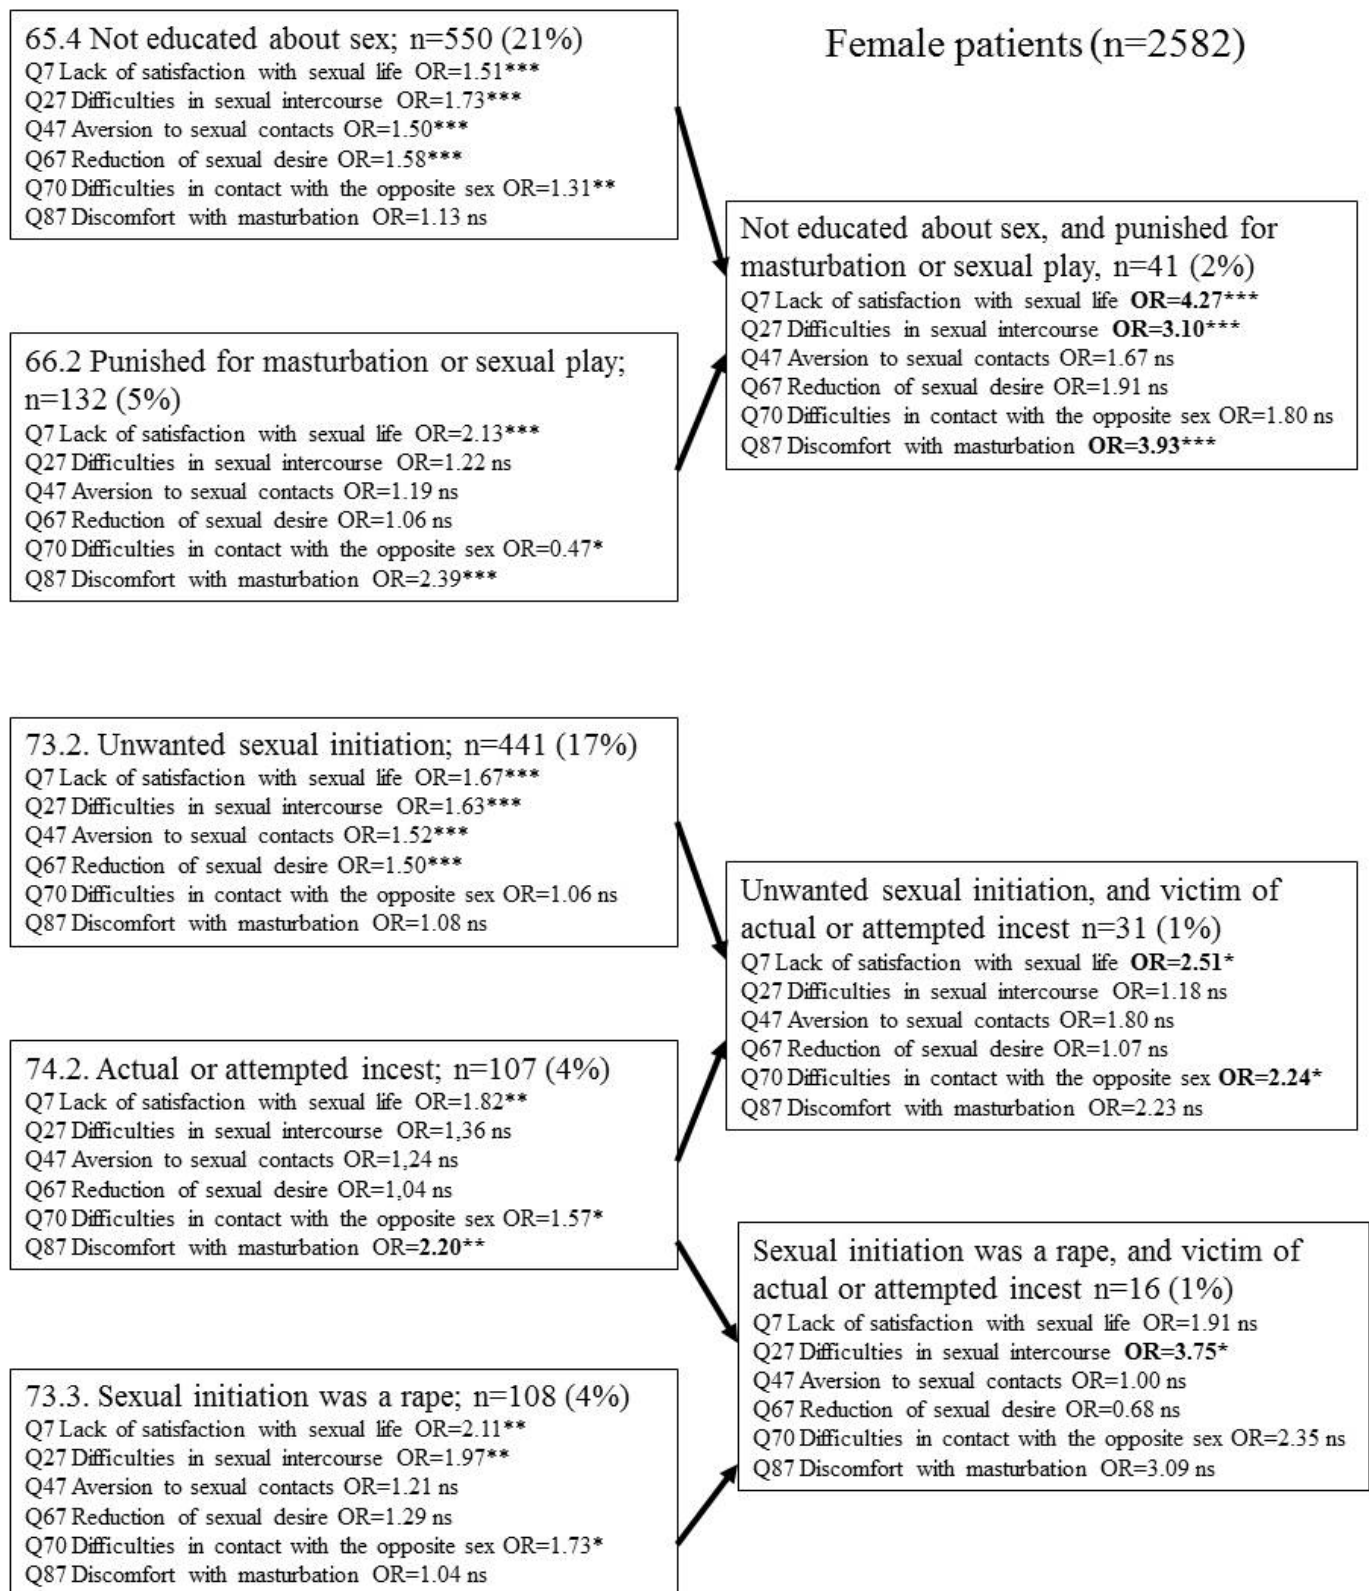 Female patients (n=2582)
65.4 Not educated about sex; n=550 (21%)
Q7 Lack of satisfaction with sexual life OR=1.51***
Q27 Difficulties in sexual intercourse OR=1.73***
Q47 Aversion to sexual contacts OR=1.50***
Q67 Reduction of sexual desire OR=1.58***
Q70 Difficulties in contact with the opposite sex OR=1.31**
Q87 Discomfort with masturbation OR=1.13 ns
66.2 Punished for masturbation or sexual play;
n=132 (5%)
Q7 Lack of satisfaction with sexual life OR=2.13***
Q27 Difficulties in sexual intercourse OR=1.22 ns
Q47 Aversion to sexual contacts OR=1.19 ns
Q67 Reduction of sexual desire OR=1.06 ns
Q70 Difficulties in contact with the opposite sex OR=0.47*
Q87 Discomfort with masturbation OR=2.39***
Not educated about sex, and punished for
masturbation or sexual play, n=41 (2%)
Q7 Lack of satisfaction with sexual life OR=4.27***
Q27 Difficulties in sexual intercourse OR=3.10***
Q47 Aversion to sexual contacts OR=1.67 ns
Q67 Reduction of sexual desire OR=1.91 ns
Q70 Difficulties in contact with the opposite sex OR=1.80 ns
Q87 Discomfort with masturbation OR=3.93***
73.2. Unwanted sexual initiation; n=441 (17%)
Q7 Lack of satisfaction with sexual life OR=1.67***
Q27 Difficulties in sexual intercourse OR=1.63***
Q47 Aversion to sexual contacts OR=1.52***
Q67 Reduction of sexual desire OR=1.50***
Q70 Difficulties in contact with the opposite sex OR=1.06 ns
Q87 Discomfort with masturbation OR=1.08 ns
74.2. Actual or attempted incest; n=107 (4%)
Q7 Lack of satisfaction with sexual life OR=1.82**
Q27 Difficulties in sexual intercourse OR=1,36 ns
Q47 Aversion to sexual contacts OR=1,24 ns
Q67 Reduction of sexual desire OR=1,04 ns
Q70 Difficulties in contact with the opposite sex OR=1.57*
Q87 Discomfort with masturbation OR=2.20**
73.3. Sexual initiation was a rape; n=108 (4%)
Q7 Lack of satisfaction with sexual life OR=2.11**
Q27 Difficulties in sexual intercourse OR=1.97**
Q47 Aversion to sexual contacts OR=1.21 ns
Q67 Reduction of sexual desire OR=1.29 ns
Q70 Difficulties in contact with the opposite sex OR=1.73*
Q87 Discomfort with masturbation OR=1.04 ns
Unwanted sexual initiation, and victim of
actual or attempted incest n=31 (1%)
Q7 Lack of satisfaction with sexual life OR=2.51*
Q27 Difficulties in sexual intercourse OR=1.18 ns
Q47 Aversion to sexual contacts OR=1.80 ns
Q67 Reduction of sexual desire OR=1.07 ns
Q70 Difficulties in contact with the opposite sex OR=2.24*
Q87 Discomfort with masturbation OR=2.23 ns
Sexual initiation was a rape, and victim of
actual or attempted incest n=16 (1%)
Q7 Lack of satisfaction with sexual life OR=1.91 ns
Q27 Difficulties in sexual intercourse OR=3.75*
Q47 Aversion to sexual contacts OR=1.00 ns
Q67 Reduction of sexual desire OR=0.68 ns
Q70 Difficulties in contact with the opposite sex OR=2.35 ns
Q87 Discomfort with masturbation OR=3.09 ns